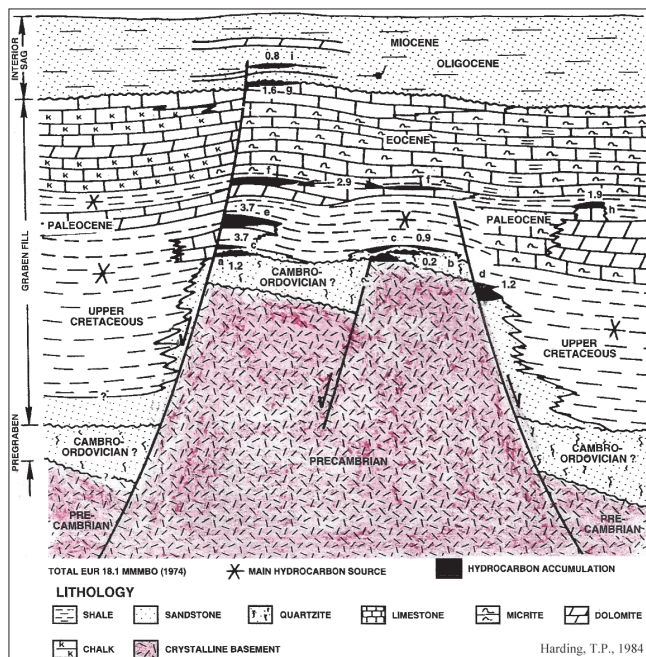 INTERIOR SAG
GRABEN FILL
PREGRABEN
MIOCENE
OLIGOCENE
0.8 i
1.6 g
EOCENE
f 2.9 f
1.9
h
PALEOCENE
3.7
e
3.7
c
a
1.2
c 0.9
0.2 b
PALEOCENE
d
1.2
CAMBRO-
ORDOVICIAN ?
UPPER
CRETACEOUS
UPPER
CRETACEOUS
?
CAMBRO-
ORDOVICIAN ?
PRECAMBRIAN
CAMBRO-
ORDOVICIAN ?
PRE-
CAMBRIAN
PRE-
CAMBRIAN
TOTAL EUR 18.1 MMMBO (1974) MAIN HYDROCARBON SOURCE HYDROCARBON ACCUMULATION
LITHOLOGY
SHALE SANDSTONE QUARTZITE LIMESTONE MICRITE DOLOMITE
K K CHALK CRYSTALLINE BASEMENT
Harding, T.P., 1984